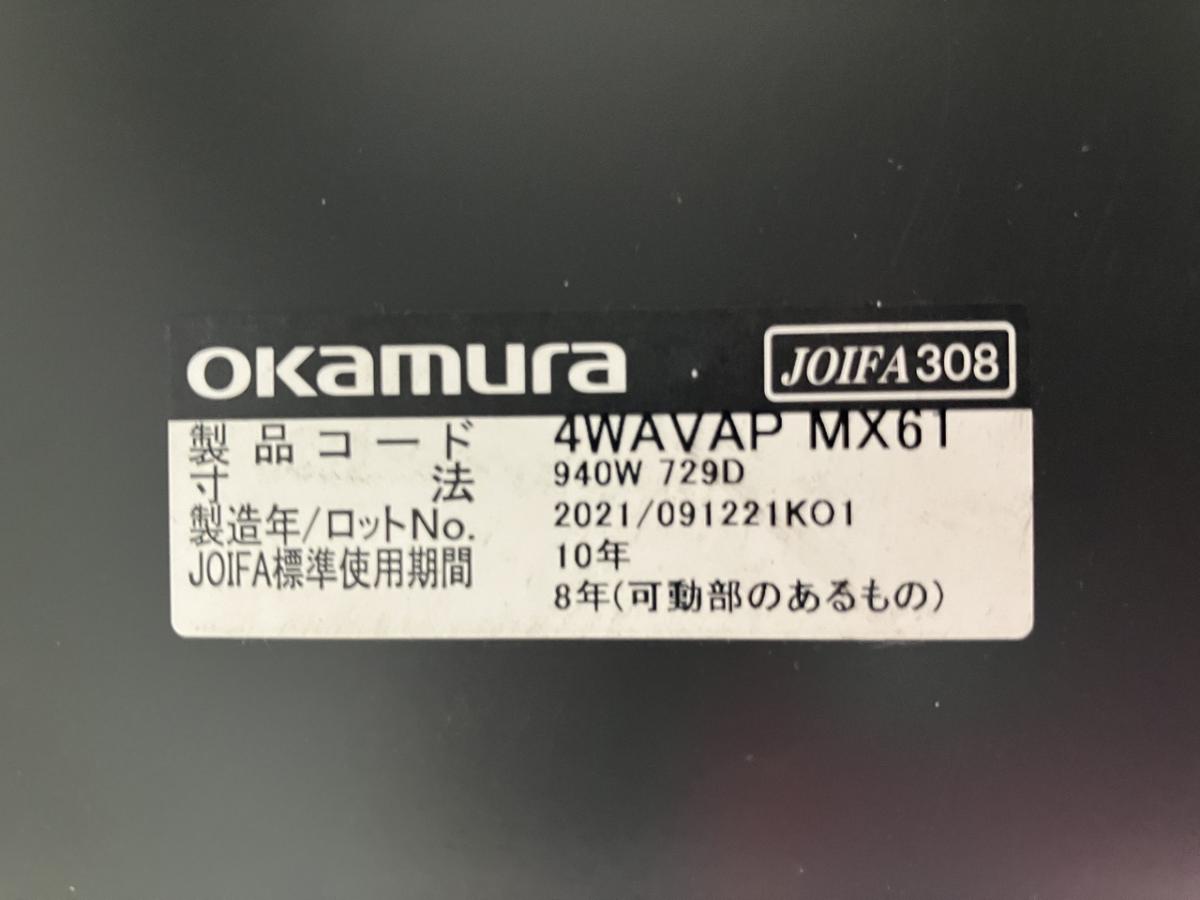 okamura JOIFA308
製品コード 4WAVAP MX61
寸法 940W 729D
製造年/ロットNo. 2021/091221K01
JOIFA標準使用期間 10年
8年(可動部のあるもの)